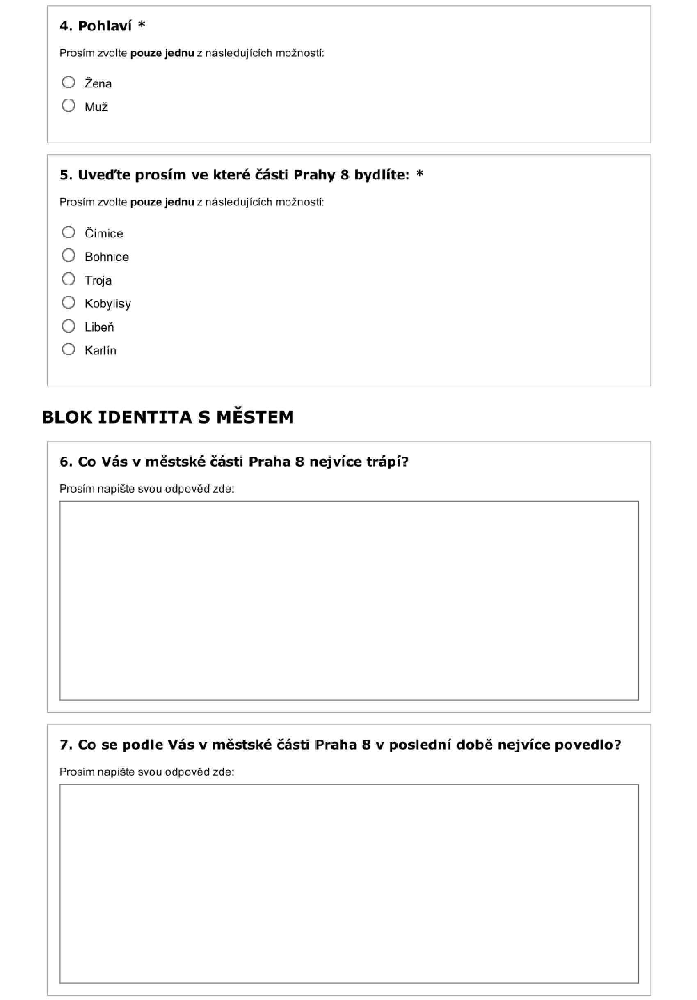 4. Pohlaví *
Prosím zvolte pouze jednu z následujících možností:
Žena
Muž
5. Uveďte prosím ve které části Prahy 8 bydlíte: *
Prosím zvolte pouze jednu z následujících možností:
Čimice
Bohnice
Troja
Kobylisy
Libeň
Karlín
BLOK IDENTITA S MĚSTEM
6. Co Vás v městské části Praha 8 nejvíce trápí?
Prosím napište svou odpověď zde:
7. Co se podle Vás v městské části Praha 8 v poslední době nejvíce povedlo?
Prosím napište svou odpověď zde: